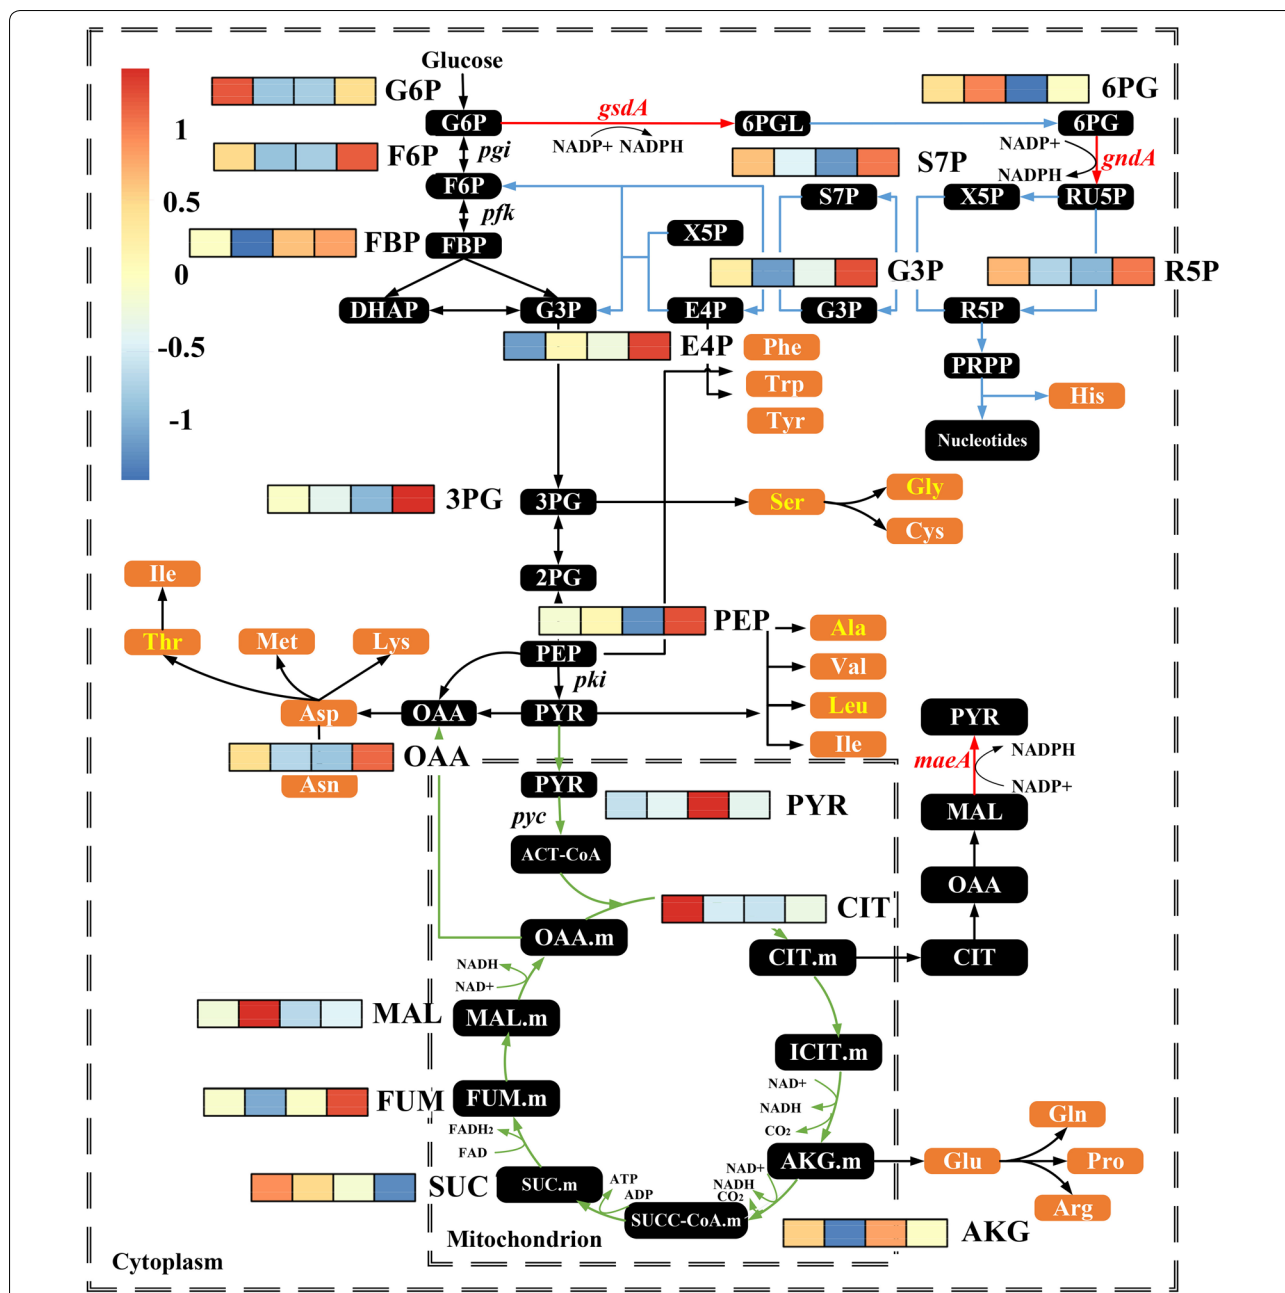 Glucose
G6P
1
0.5
0
-0.5
-1
G6P
gsdA
NADP+ NADPH
6PGL
6PG
6PG
NADP+
gndA
NADPH
F6P
pgi
F6P
pfk
FBP
FBP
DHAP
G3P
S7P
S7P
X5P
RU5P
X5P
G3P
R5P
E4P
G3P
R5P
E4P
Phe
Trp
Tyr
PRPP
His
Nucleotides
3PG
3PG
Ser
Gly
Cys
2PG
Ile
Thr
Met
Lys
PEP
PEP
pki
Ala
Val
Leu
Ile
Asp
OAA
PYR
OAA
Asn
PYR
maeA
NADPH
NADP+
MAL
OAA
CIT
PYR
PYR
pyc
ACT-CoA
CIT
OAA.m
CIT.m
NADH
NAD+
MAL
MAL.m
ICIT.m
NAD+
NADH
CO2
FUM
FUM.m
FADH2
FAD
AKG.m
Glu
Gln
Pro
Arg
SUC
SUC.m
ATP
ADP
NAD+
NADH
CO2
SUCC-CoA.m
AKG
Mitochondrion
Cytoplasm